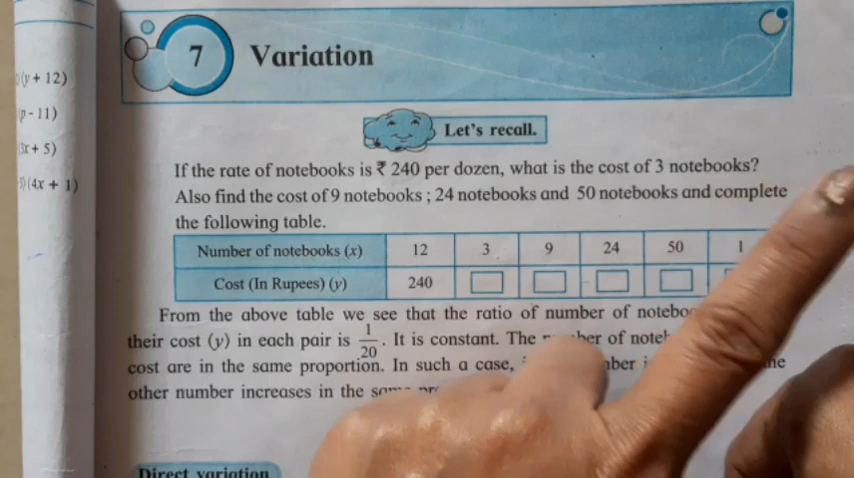 (y + 12)
(p - 11)
(3x + 5)
(4x + 1)
7 Variation
Let's recall.
If the rate of notebooks is ₹ 240 per dozen, what is the cost of 3 notebooks?
Also find the cost of 9 notebooks ; 24 notebooks and 50 notebooks and complete
the following table.
Number of notebooks (x) 12 3 9 24 50 1
Cost (In Rupees) (y) 240
From the above table we see that the ratio of number of
their cost (y) in each pair is 1/20. It is constant. The of
cost are in the same proportion. In such a case,
other number increases in the
Direct variation